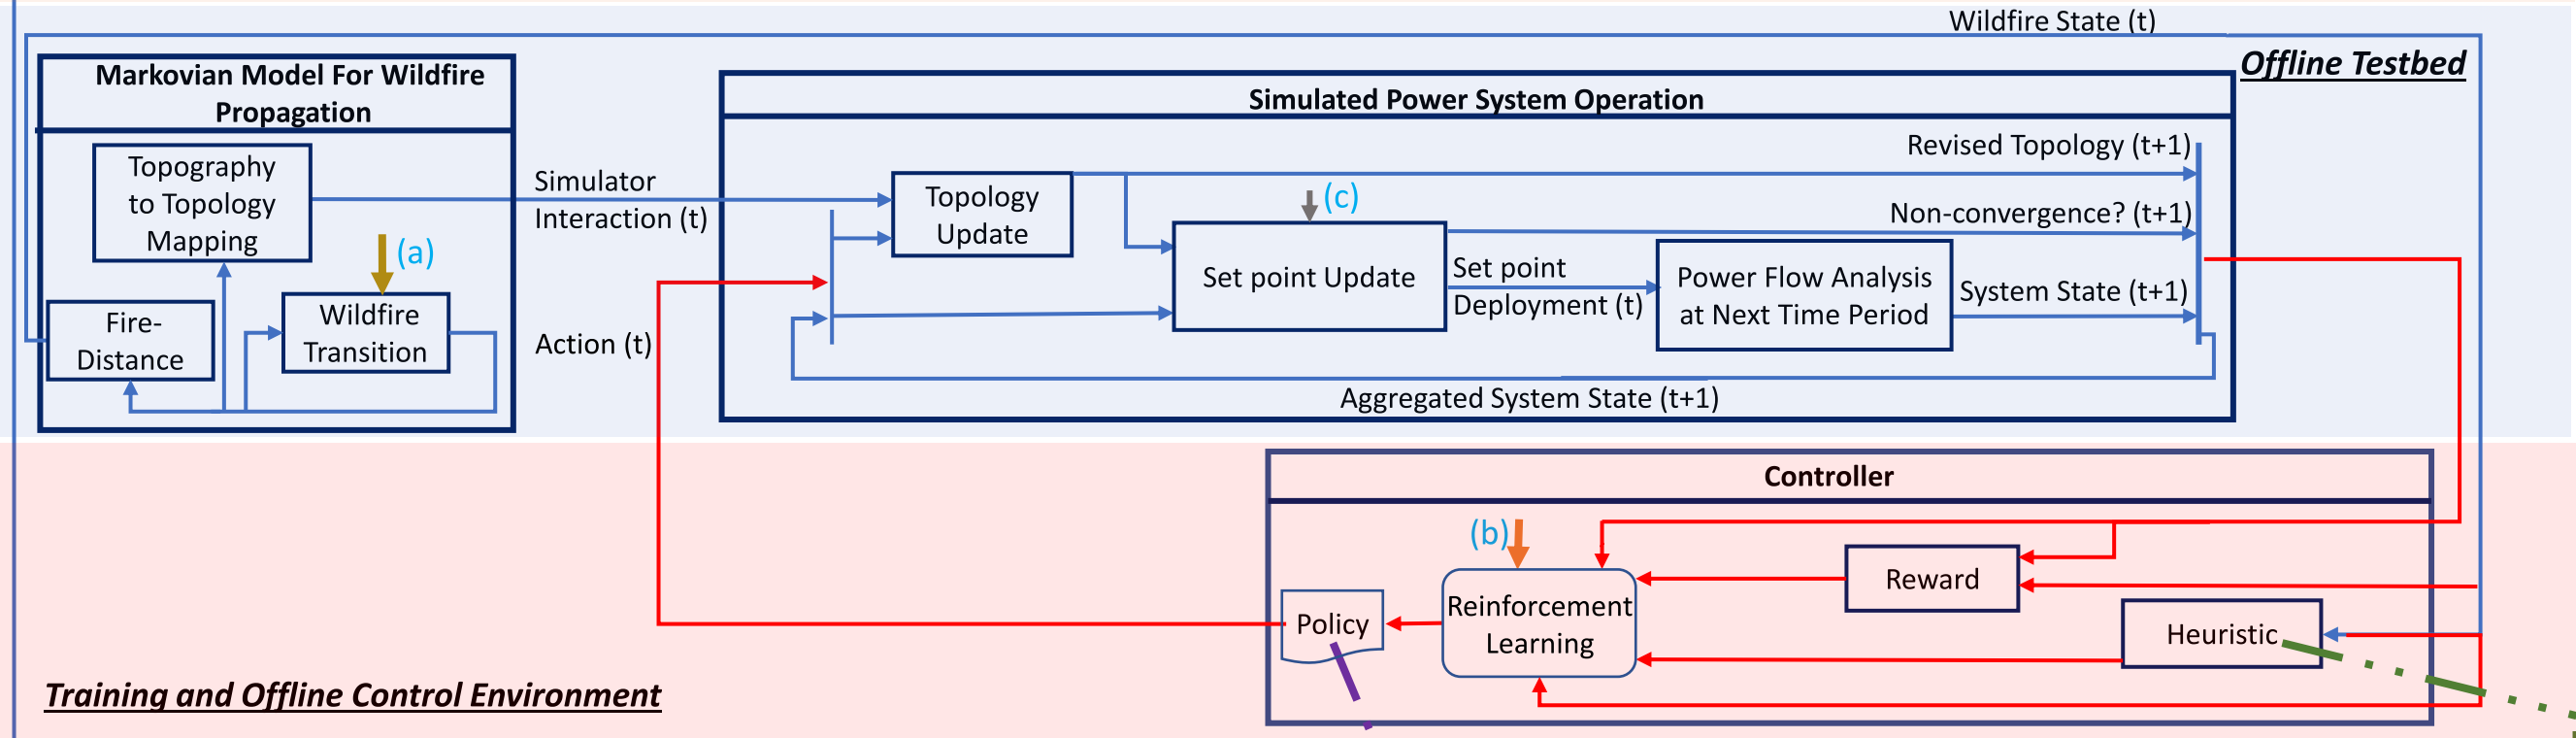 Wildfire State (t)
Offline Testbed
Markovian Model For Wildfire
Propagation
Topography
to Topology
Mapping
(a)
Fire-
Distance
Wildfire
Transition
Simulator
Interaction (t)
Action (t)
Simulated Power System Operation
Topology
Update
(c)
Set point Update
Set point
Deployment (t)
Power Flow Analysis
at Next Time Period
Revised Topology (t+1)
Non-convergence? (t+1)
System State (t+1)
Aggregated System State (t+1)
Controller
(b)
Reinforcement
Learning
Policy
Reward
Heuristic
Training and Offline Control Environment